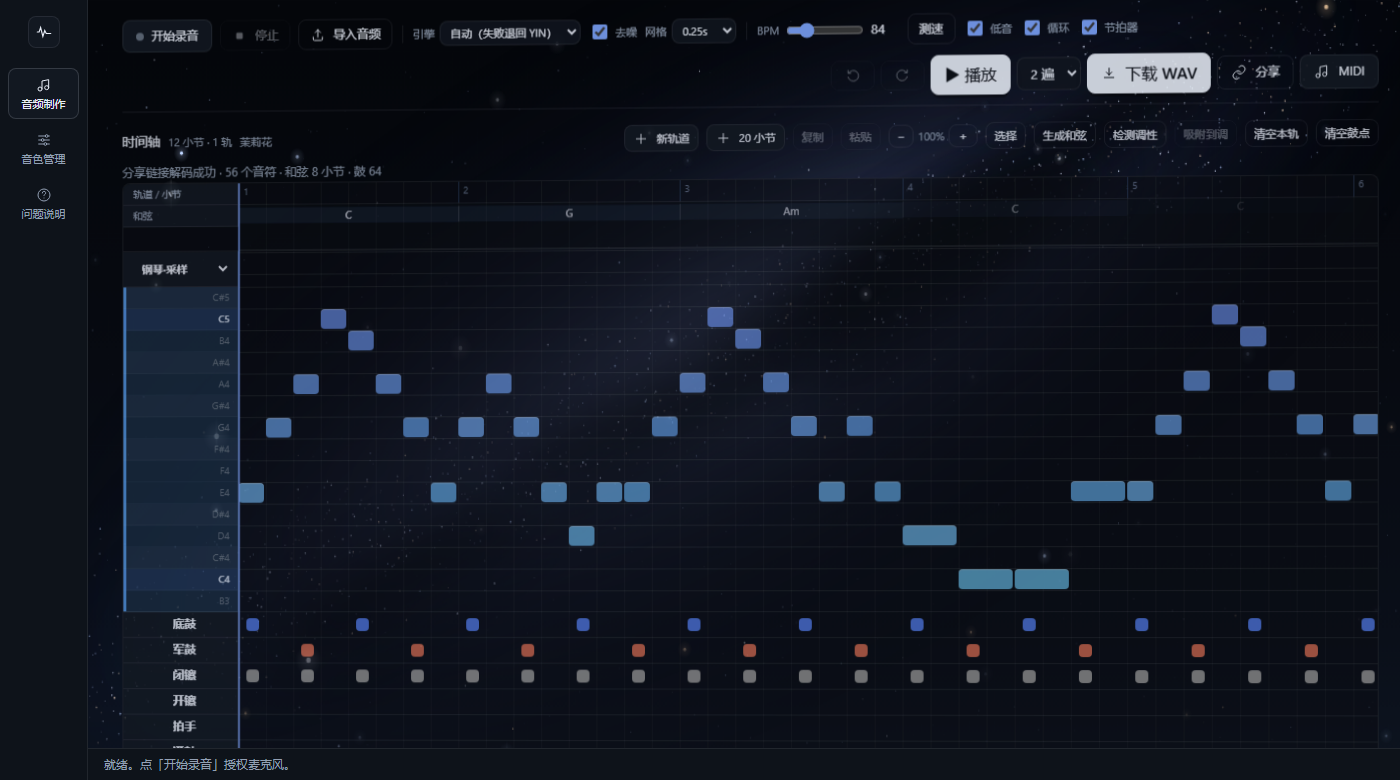 开始录音 停止 导入音频 引擎 自动（失败退回 YIN） 去噪 网格 0.25s BPM 84 测速 低音 循环 节拍器
播放 2 遍 下载 WAV 分享 MIDI
音频制作
音色管理
问题说明
时间轴 12 小节 · 1 轨 茉莉花
+ 新轨道 + 20 小节 复制 粘贴 − 100% + 选择 生成和弦 检测调性 吸附到调 清空本轨 清空鼓点
分享链接解码成功 · 56 个音符 · 和弦 8 小节 · 鼓 64
轨道 / 小节 1 2 3 4 5 6
和弦 C G Am C C
钢琴·采样
C#5
C5
B4
A#4
A4
G#4
G4
F#4
F4
E4
D#4
D4
C#4
C4
B3
底鼓
军鼓
闭镲
开镲
拍手
就绪。点「开始录音」授权麦克风。